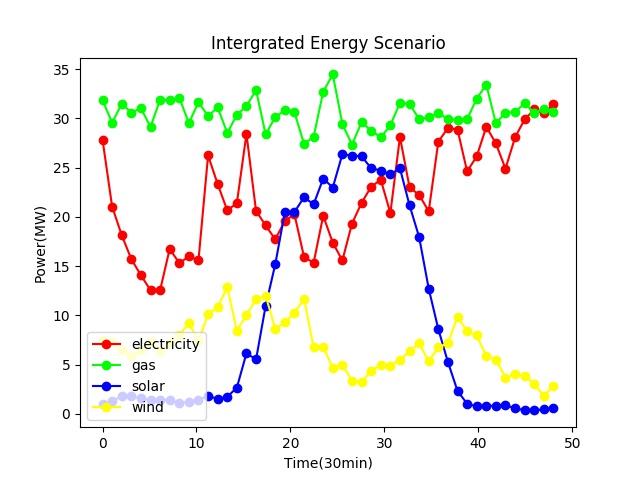 Intergrated Energy Scenario
Power(MW)
35
30
25
20
15
10
5
0
electricity
gas
solar
wind
0 10 20 30 40 50
Time(30min)